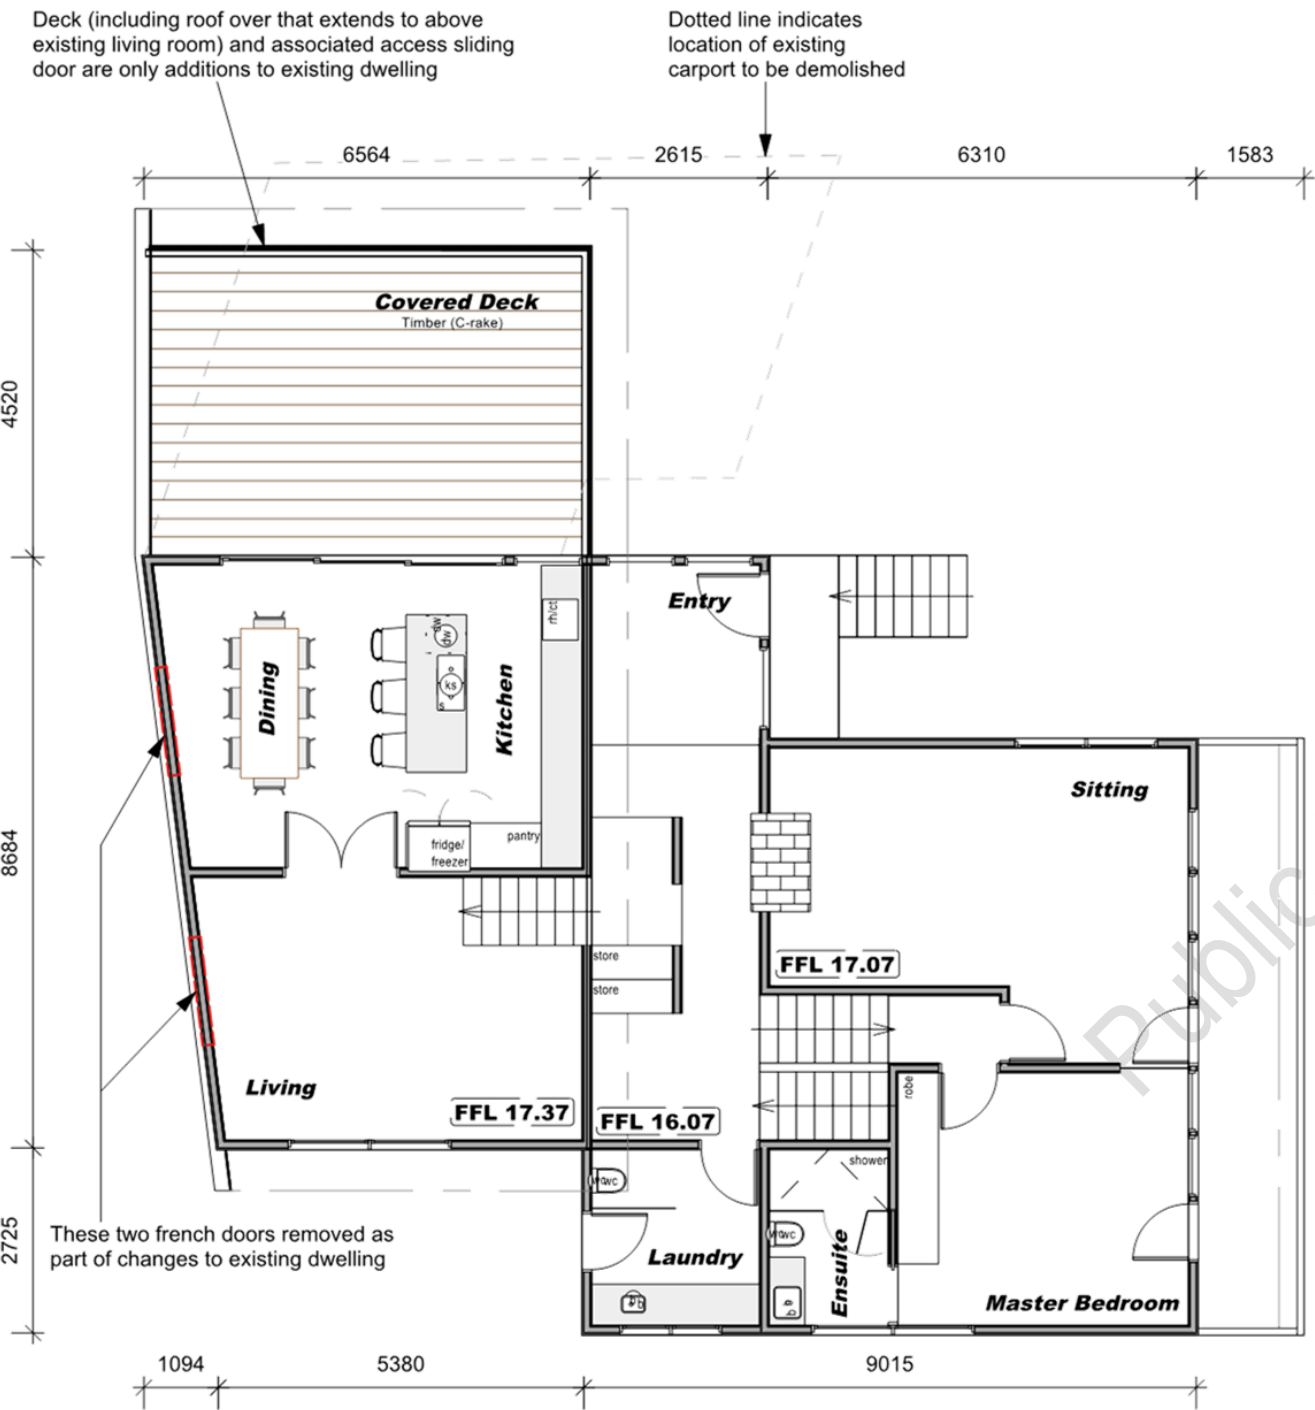 Deck (including roof over that extends to above
existing living room) and associated access sliding
door are only additions to existing dwelling
Dotted line indicates
location of existing
carport to be demolished
6564
2615
6310
1583
Covered Deck
Timber (C-rake)
4520
Entry
rh/ct
dw
dw
ks
s
Dining
Kitchen
Sitting
pantry
fridge/
freezer
8684
store
store
FFL 17.07
Public
Living
FFL 17.37
FFL 16.07
robe
shower
wc
wc
Laundry
Ensuite
b
b
Master Bedroom
These two french doors removed as
part of changes to existing dwelling
2725
1094
5380
9015